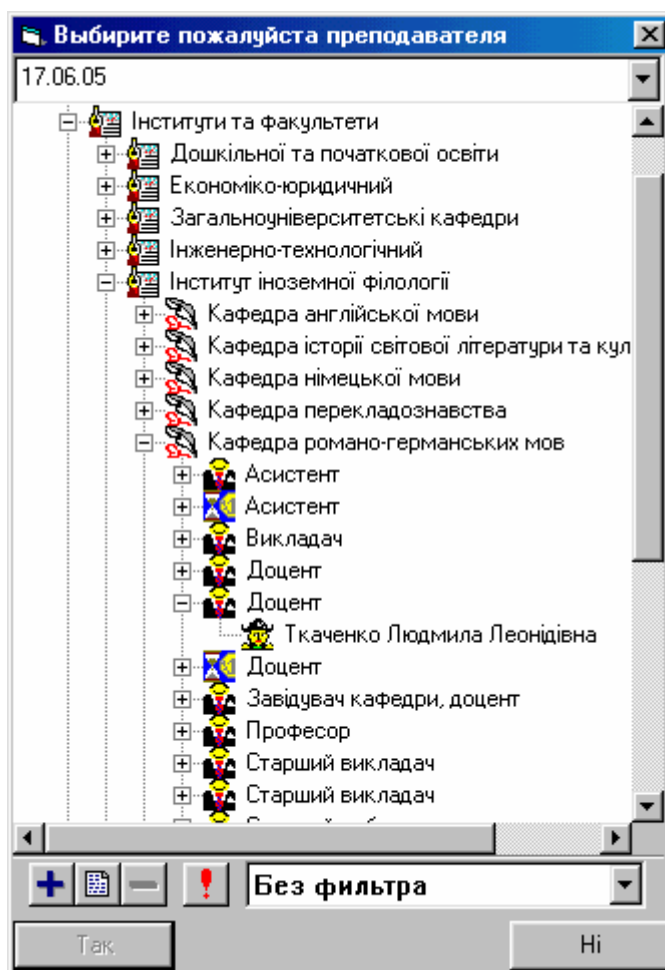 Выбирите пожалуйста преподавателя
17.06.05
Інститути та факультети
Дошкільної та початкової освіти
Економіко-юридичний
Загальноуніверситетські кафедри
Інженерно-технологічний
Інститут іноземної філології
Кафедра англійської мови
Кафедра історії світової літератури та кул
Кафедра німецької мови
Кафедра перекладознавства
Кафедра романо-германських мов
Асистент
Асистент
Викладач
Доцент
Доцент
Ткаченко Людмила Леонідівна
Доцент
Завідувач кафедри, доцент
Професор
Старший викладач
Старший викладач
Без фильтра
Так
Ні